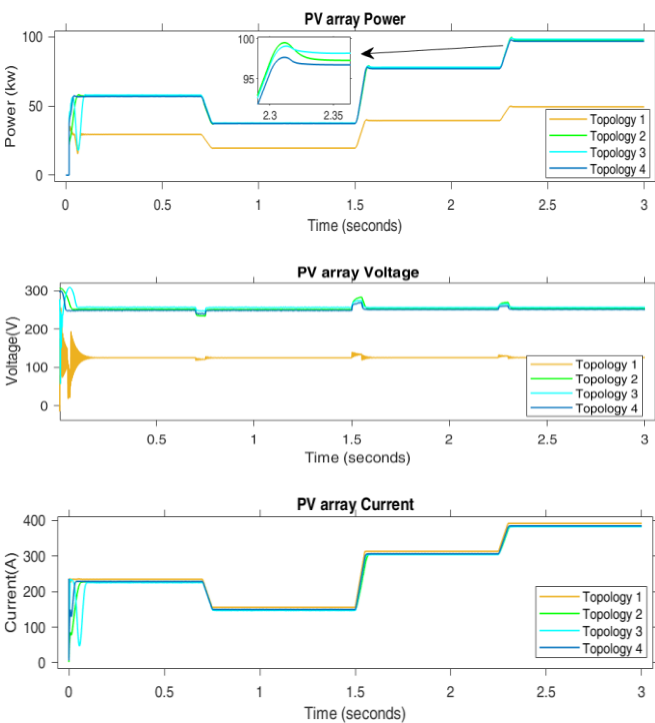 PV array Power
Power (kw)
100
50
0
100
95
2.3
2.35
Topology 1
Topology 2
Topology 3
Topology 4
0
0.5
1
1.5
2
2.5
3
Time (seconds)
PV array Voltage
Voltage(V)
300
200
100
0
Topology 1
Topology 2
Topology 3
Topology 4
0.5
1
1.5
2
2.5
3
Time (seconds)
PV array Current
Current(A)
400
300
200
100
0
Topology 1
Topology 2
Topology 3
Topology 4
0
0.5
1
1.5
2
2.5
3
Time (seconds)